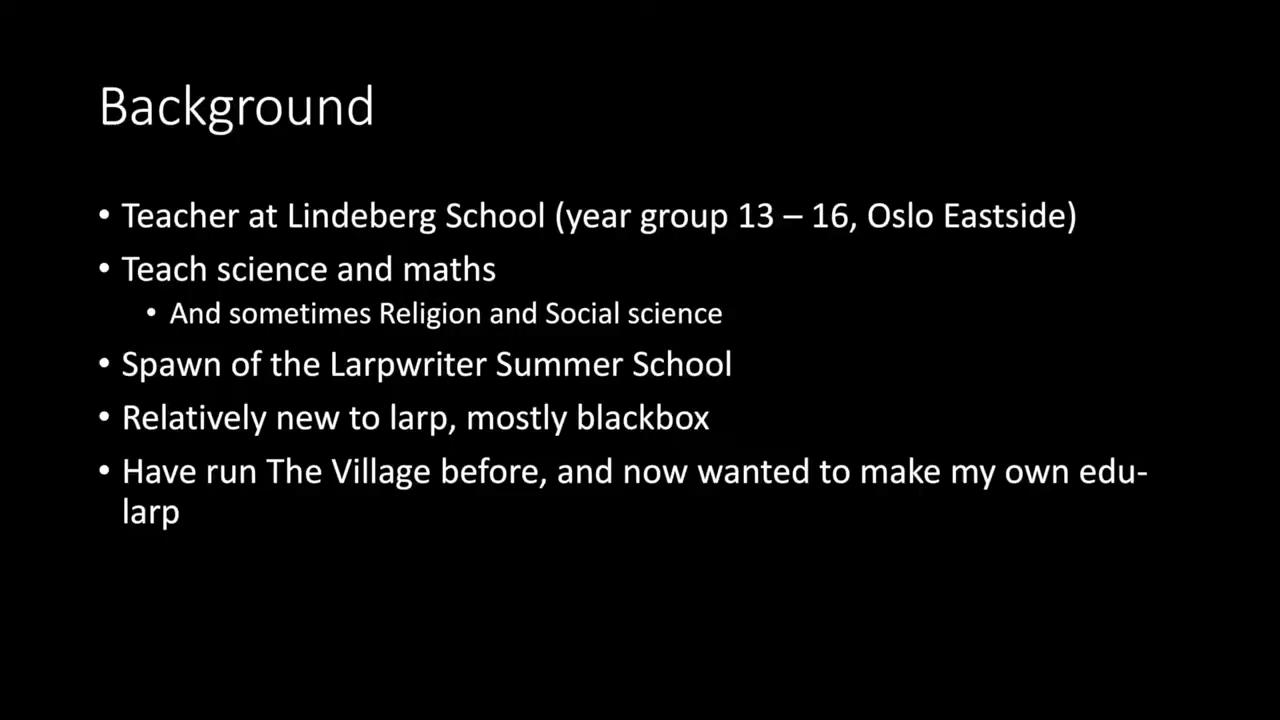 Background
• Teacher at Lindeberg School (year group 13 – 16, Oslo Eastside)
• Teach science and maths
• And sometimes Religion and Social science
• Spawn of the Larpwriter Summer School
• Relatively new to larp, mostly blackbox
• Have run The Village before, and now wanted to make my own edu-
larp